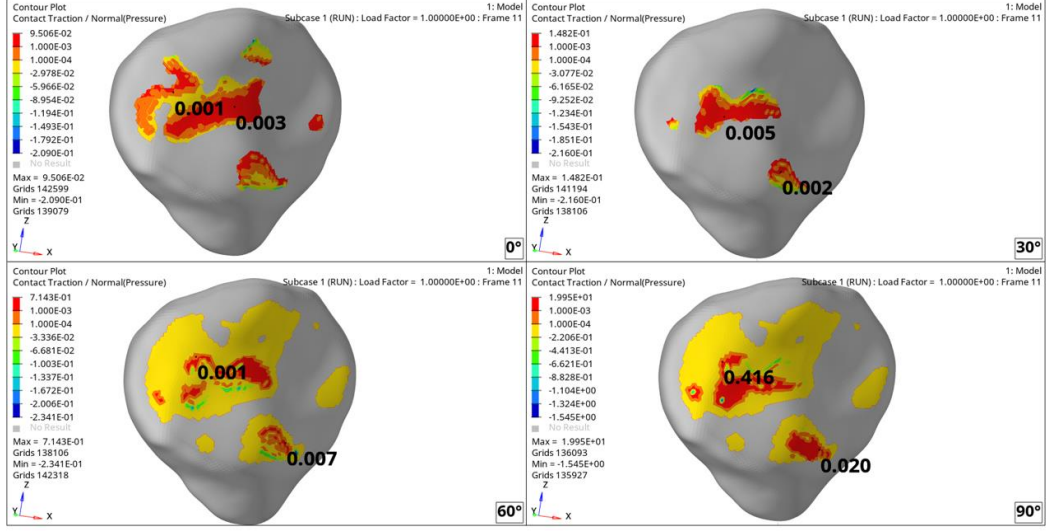 Contour Plot
1: Model
Contact Traction / Normal(Pressure)
Subcase 1 (RUN) : Load Factor = 1.00000E+00 : Frame 11
9.506E-02
1.000E-03
1.000E-04
-2.978E-02
-5.966E-02
-8.954E-02
-1.194E-01
-1.493E-01
-1.792E-01
-2.090E-01
No Result
Max = 9.506E-02
Grids 142599
Min = -2.090E-01
Grids 139079
Z
Y
X
0.001
0.003
0°
Contour Plot
1: Model
Contact Traction / Normal(Pressure)
Subcase 1 (RUN) : Load Factor = 1.00000E+00 : Frame 11
1.482E-01
1.000E-03
1.000E-04
-3.077E-02
-6.165E-02
-9.252E-02
-1.234E-01
-1.543E-01
-1.851E-01
-2.160E-01
No Result
Max = 1.482E-01
Grids 141194
Min = -2.160E-01
Grids 138106
Z
Y
X
0.005
0.002
30°
Contour Plot
1: Model
Contact Traction / Normal(Pressure)
Subcase 1 (RUN) : Load Factor = 1.00000E+00 : Frame 11
7.143E-01
1.000E-03
1.000E-04
-3.336E-02
-6.681E-02
-1.003E-01
-1.337E-01
-1.672E-01
-2.006E-01
-2.341E-01
No Result
Max = 7.143E-01
Grids 138106
Min = -2.341E-01
Grids 142318
Z
Y
X
0.001
0.007
60°
Contour Plot
1: Model
Contact Traction / Normal(Pressure)
Subcase 1 (RUN) : Load Factor = 1.00000E+00 : Frame 11
1.995E+01
1.000E-03
1.000E-04
-2.206E-01
-4.413E-01
-6.621E-01
-8.828E-01
-1.104E+00
-1.324E+00
-1.545E+00
No Result
Max = 1.995E+01
Grids 136093
Min = -1.545E+00
Grids 135927
Z
Y
X
0.416
0.020
90°